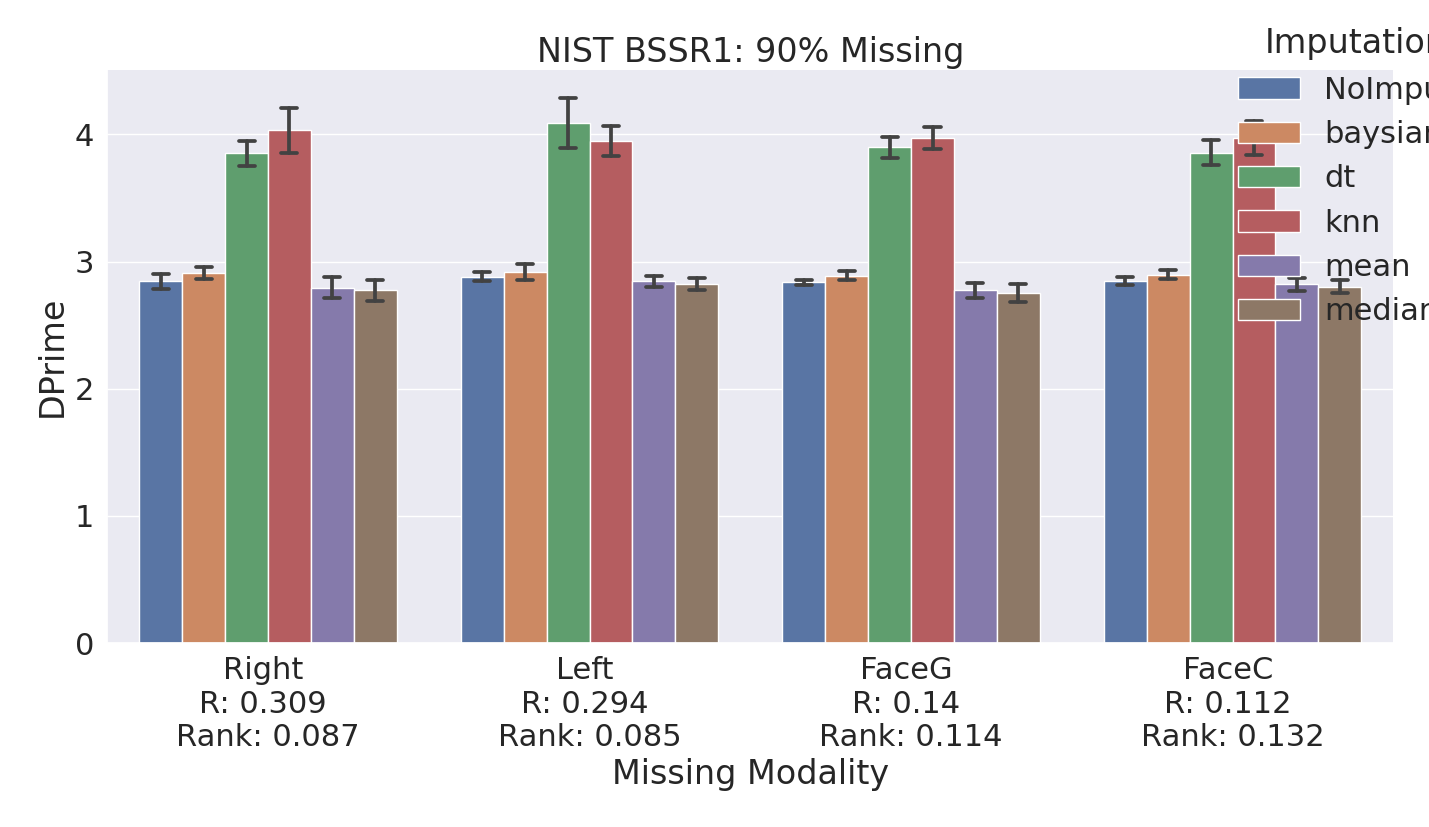 NIST BSSR1: 90% Missing
Imputation
NoImpu
baysian
dt
knn
mean
median
DPrime
4
3
2
1
0
Right
R: 0.309
Rank: 0.087
Left
R: 0.294
Rank: 0.085
FaceG
R: 0.14
Rank: 0.114
FaceC
R: 0.112
Rank: 0.132
Missing Modality